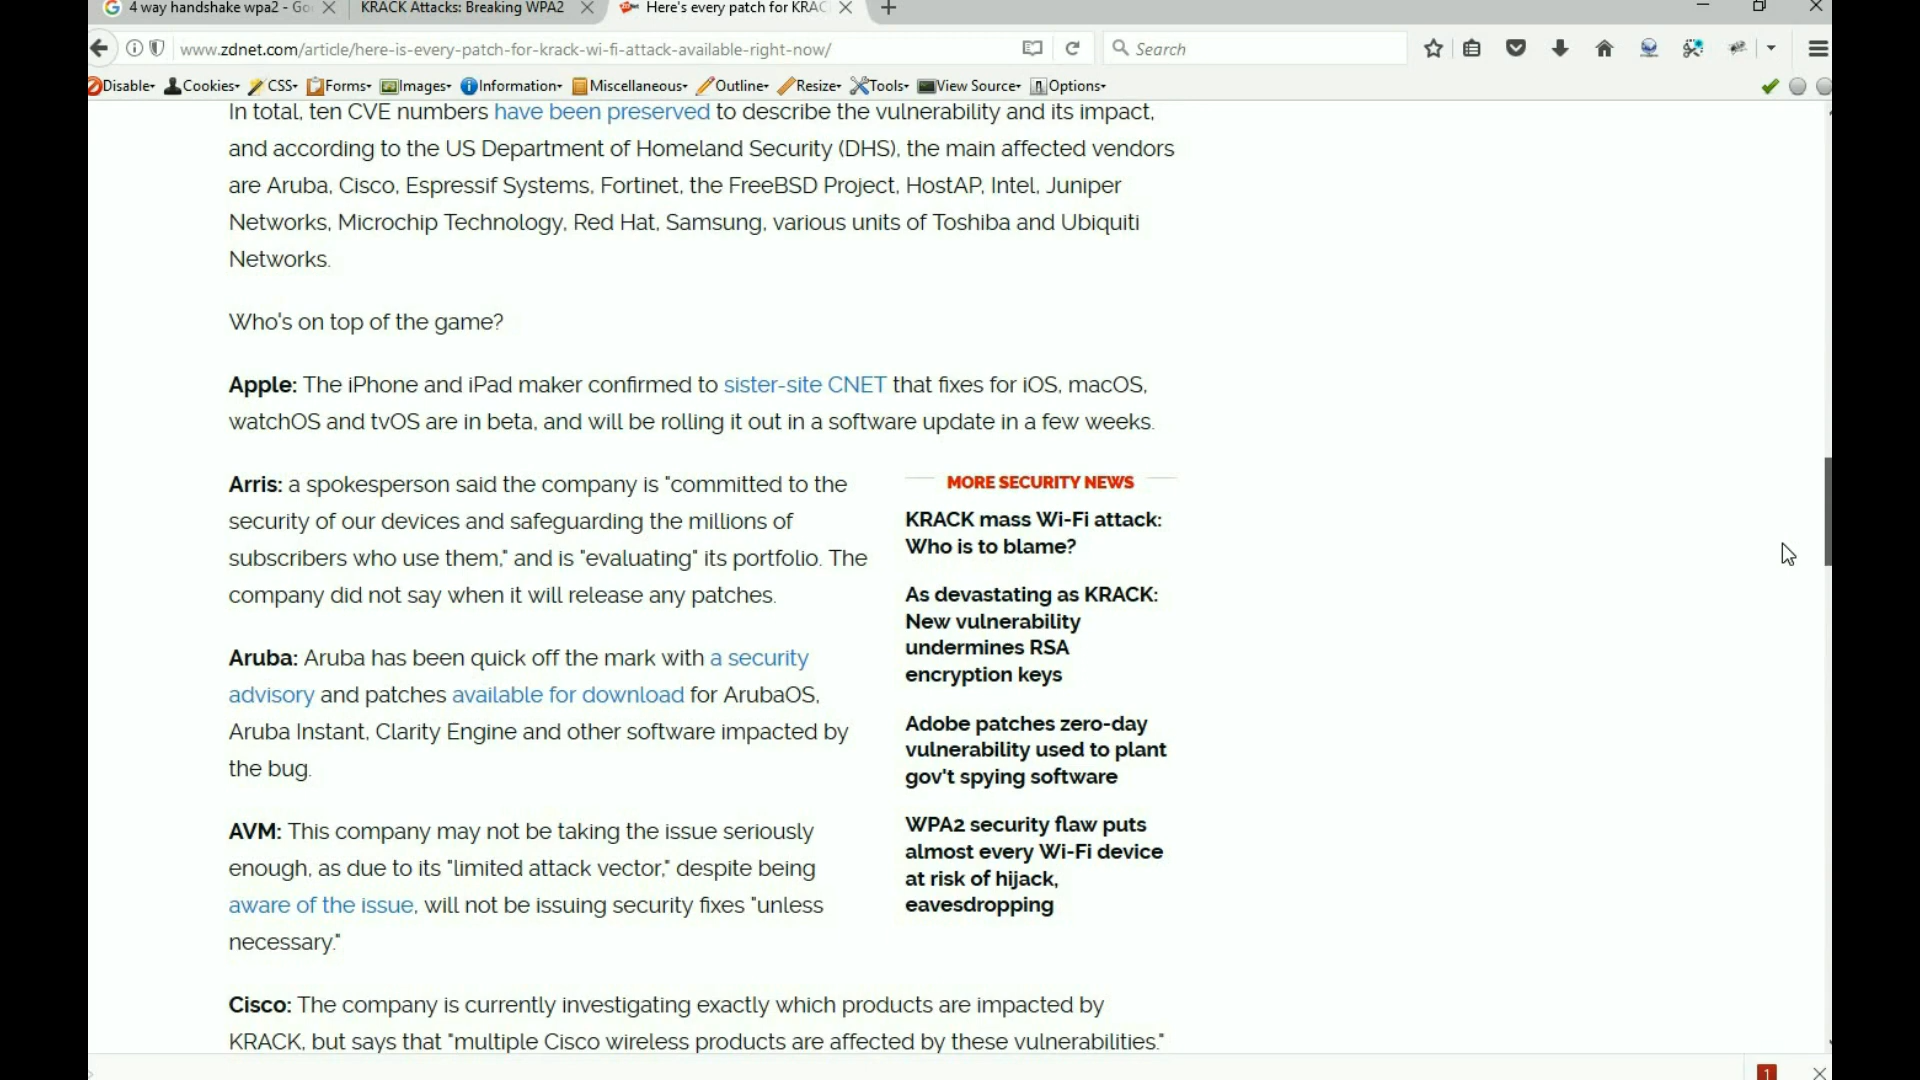 4 way handshake wpa2 - Go
KRACK Attacks: Breaking WPA2
Here's every patch for KRAC
www.zdnet.com/article/here-is-every-patch-for-krack-wi-fi-attack-available-right-now/
Search
Disable
Cookies
CSS
Forms
Images
Information
Miscellaneous
Outline
Resize
Tools
View Source
Options
In total, ten CVE numbers have been preserved to describe the vulnerability and its impact,
and according to the US Department of Homeland Security (DHS), the main affected vendors
are Aruba, Cisco, Espressif Systems, Fortinet, the FreeBSD Project, HostAP, Intel, Juniper
Networks, Microchip Technology, Red Hat, Samsung, various units of Toshiba and Ubiquiti
Networks.
Who's on top of the game?
Apple: The iPhone and iPad maker confirmed to sister-site CNET that fixes for iOS, macOS,
watchOS and tvOS are in beta, and will be rolling it out in a software update in a few weeks.
Arris: a spokesperson said the company is "committed to the
security of our devices and safeguarding the millions of
subscribers who use them," and is "evaluating" its portfolio. The
company did not say when it will release any patches.
Aruba: Aruba has been quick off the mark with a security
advisory and patches available for download for ArubaOS,
Aruba Instant, Clarity Engine and other software impacted by
the bug.
AVM: This company may not be taking the issue seriously
enough, as due to its "limited attack vector," despite being
aware of the issue, will not be issuing security fixes "unless
necessary."
MORE SECURITY NEWS
KRACK mass Wi-Fi attack:
Who is to blame?
As devastating as KRACK:
New vulnerability
undermines RSA
encryption keys
Adobe patches zero-day
vulnerability used to plant
gov't spying software
WPA2 security flaw puts
almost every Wi-Fi device
at risk of hijack,
eavesdropping
Cisco: The company is currently investigating exactly which products are impacted by
KRACK, but says that "multiple Cisco wireless products are affected by these vulnerabilities."
1